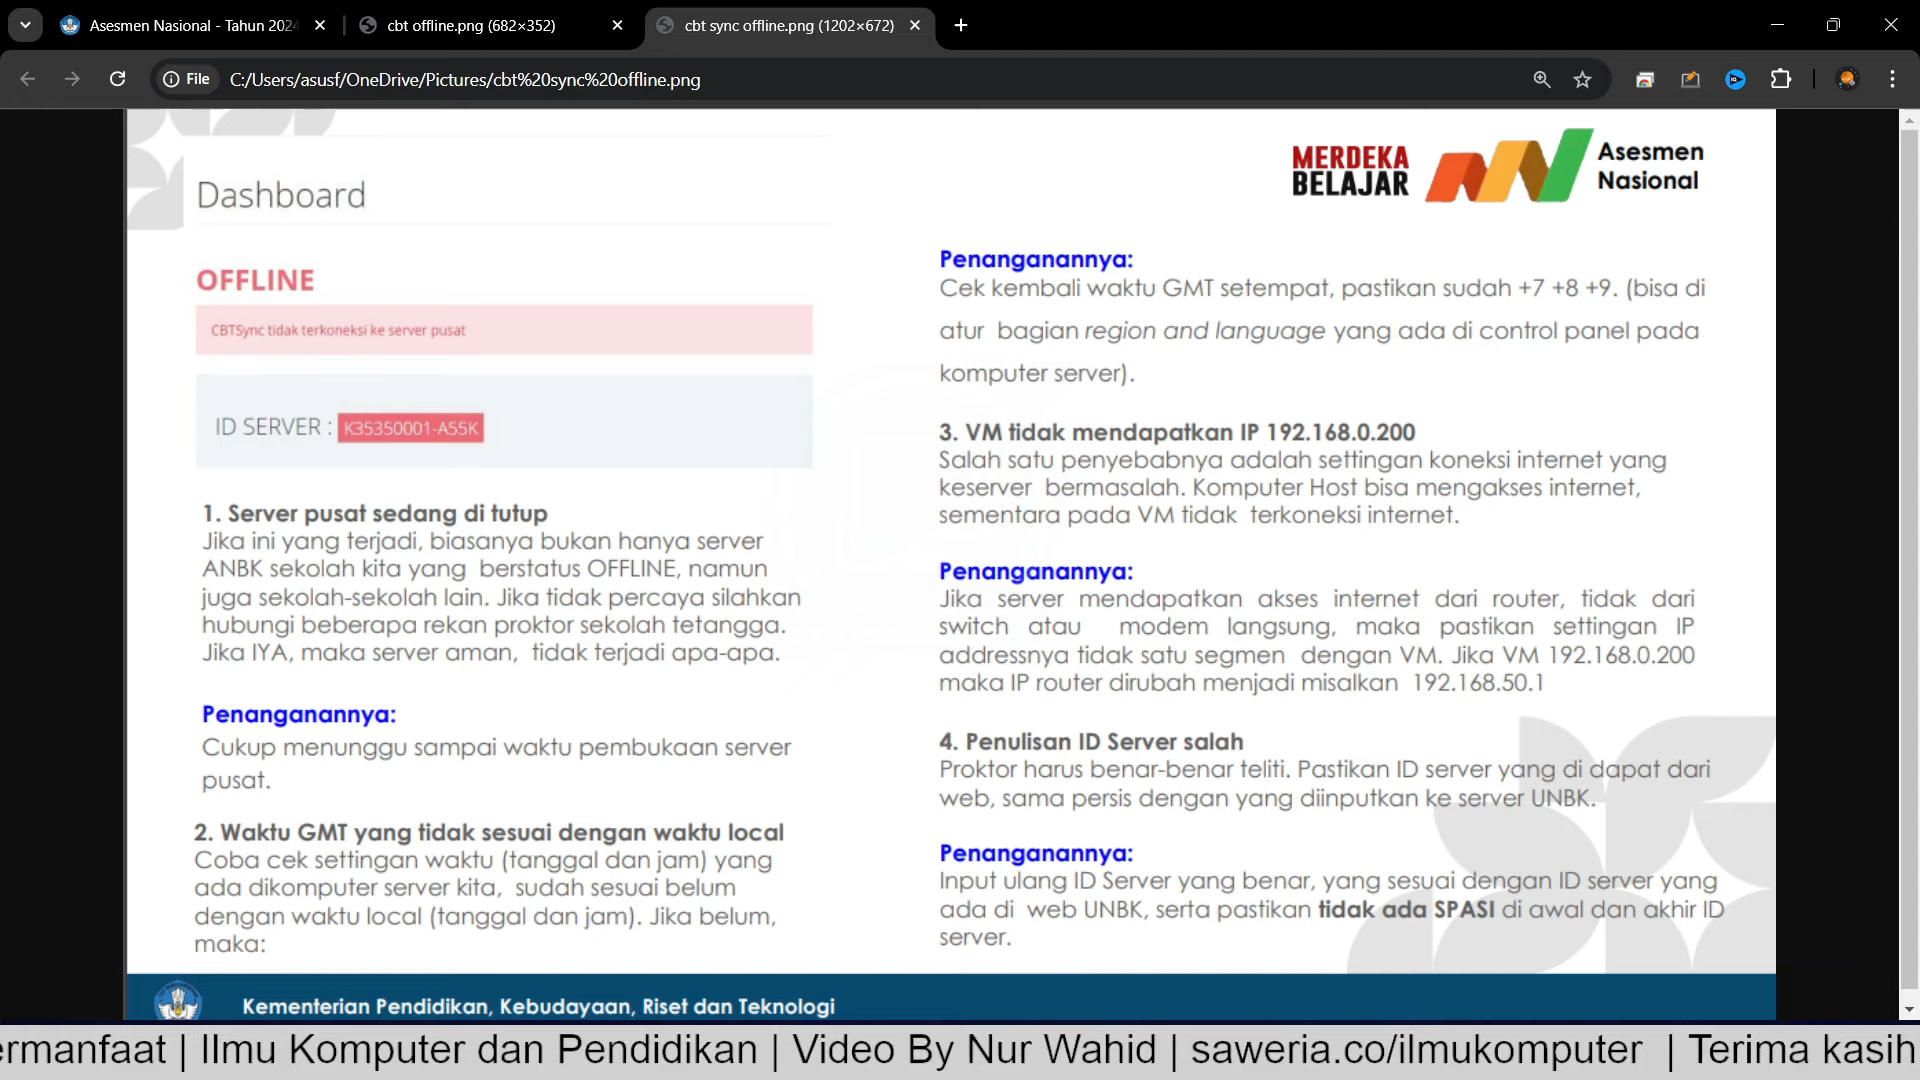 Asesmen Nasional - Tahun 202
cbt offline.png (682×352)
cbt sync offline.png (1202×672)
File
C:/Users/asusf/OneDrive/Pictures/cbt%20sync%20offline.png
MERDEKA
BELAJAR
Asesmen
Nasional
Dashboard
OFFLINE
CBTSync tidak terkoneksi ke server pusat
ID SERVER : K35350001-A55K
1. Server pusat sedang di tutup
Jika ini yang terjadi, biasanya bukan hanya server
ANBK sekolah kita yang berstatus OFFLINE, namun
juga sekolah-sekolah lain. Jika tidak percaya silahkan
hubungi beberapa rekan proktor sekolah tetangga.
Jika IYA, maka server aman, tidak terjadi apa-apa.
Penanganannya:
Cukup menunggu sampai waktu pembukaan server
pusat.
2. Waktu GMT yang tidak sesuai dengan waktu local
Coba cek settingan waktu (tanggal dan jam) yang
ada dikomputer server kita, sudah sesuai belum
dengan waktu local (tanggal dan jam). Jika belum,
maka:
Penanganannya:
Cek kembali waktu GMT setempat, pastikan sudah +7 +8 +9. (bisa di
atur bagian region and language yang ada di control panel pada
komputer server).
3. VM tidak mendapatkan IP 192.168.0.200
Salah satu penyebabnya adalah settingan koneksi internet yang
keserver bermasalah. Komputer Host bisa mengakses internet,
sementara pada VM tidak terkoneksi internet.
Penanganannya:
Jika server mendapatkan akses internet dari router, tidak dari
switch atau modem langsung, maka pastikan settingan IP
addressnya tidak satu segmen dengan VM. Jika VM 192.168.0.200
maka IP router dirubah menjadi misalkan 192.168.50.1
4. Penulisan ID Server salah
Proktor harus benar-benar teliti. Pastikan ID server yang di dapat dari
web, sama persis dengan yang diinputkan ke server UNBK.
Penanganannya:
Input ulang ID Server yang benar, yang sesuai dengan ID server yang
ada di web UNBK, serta pastikan tidak ada SPASI di awal dan akhir ID
server.
Kementerian Pendidikan, Kebudayaan, Riset dan Teknologi
ermanfaat | Ilmu Komputer dan Pendidikan | Video By Nur Wahid | saweria.co/ilmukomputer | Terima kasih